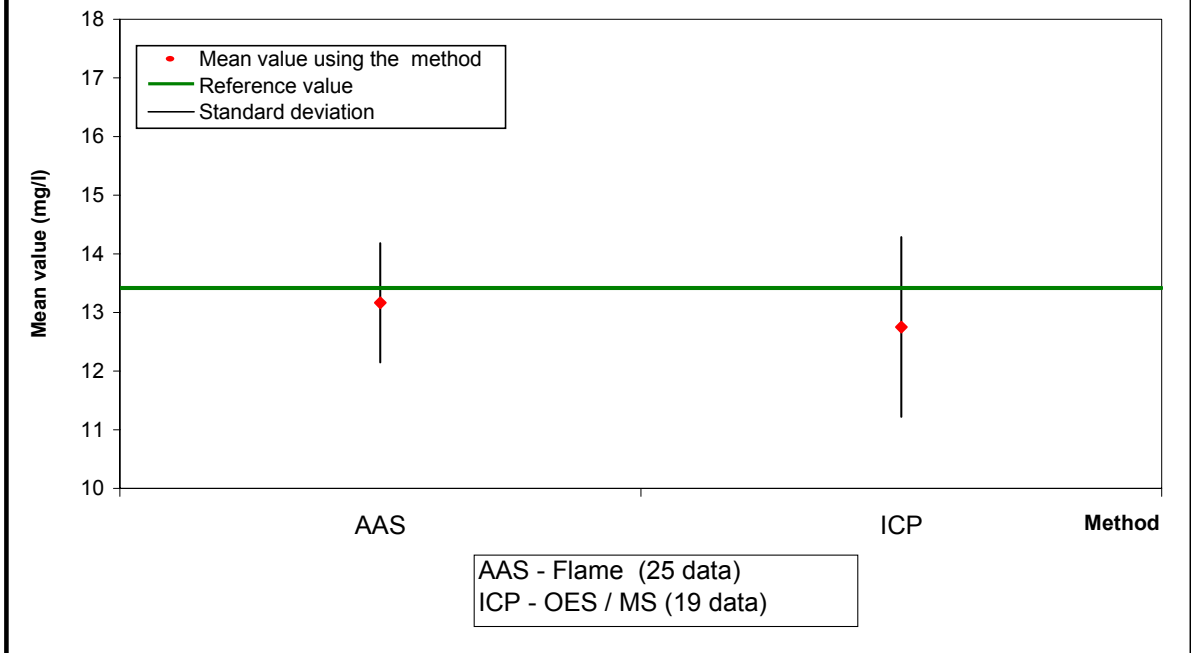 18
17
16
15
14
13
12
11
10
Mean value (mg/l)
Mean value using the  method
Reference value
Standard deviation
AAS
ICP
Method
AAS - Flame  (25 data)
ICP - OES / MS (19 data)